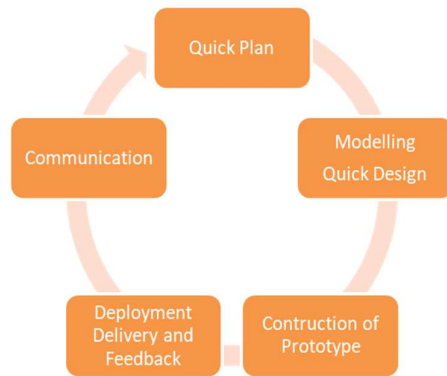 Quick Plan
Modelling
Quick Design
Contruction of
Prototype
Deployment
Delivery and
Feedback
Communication